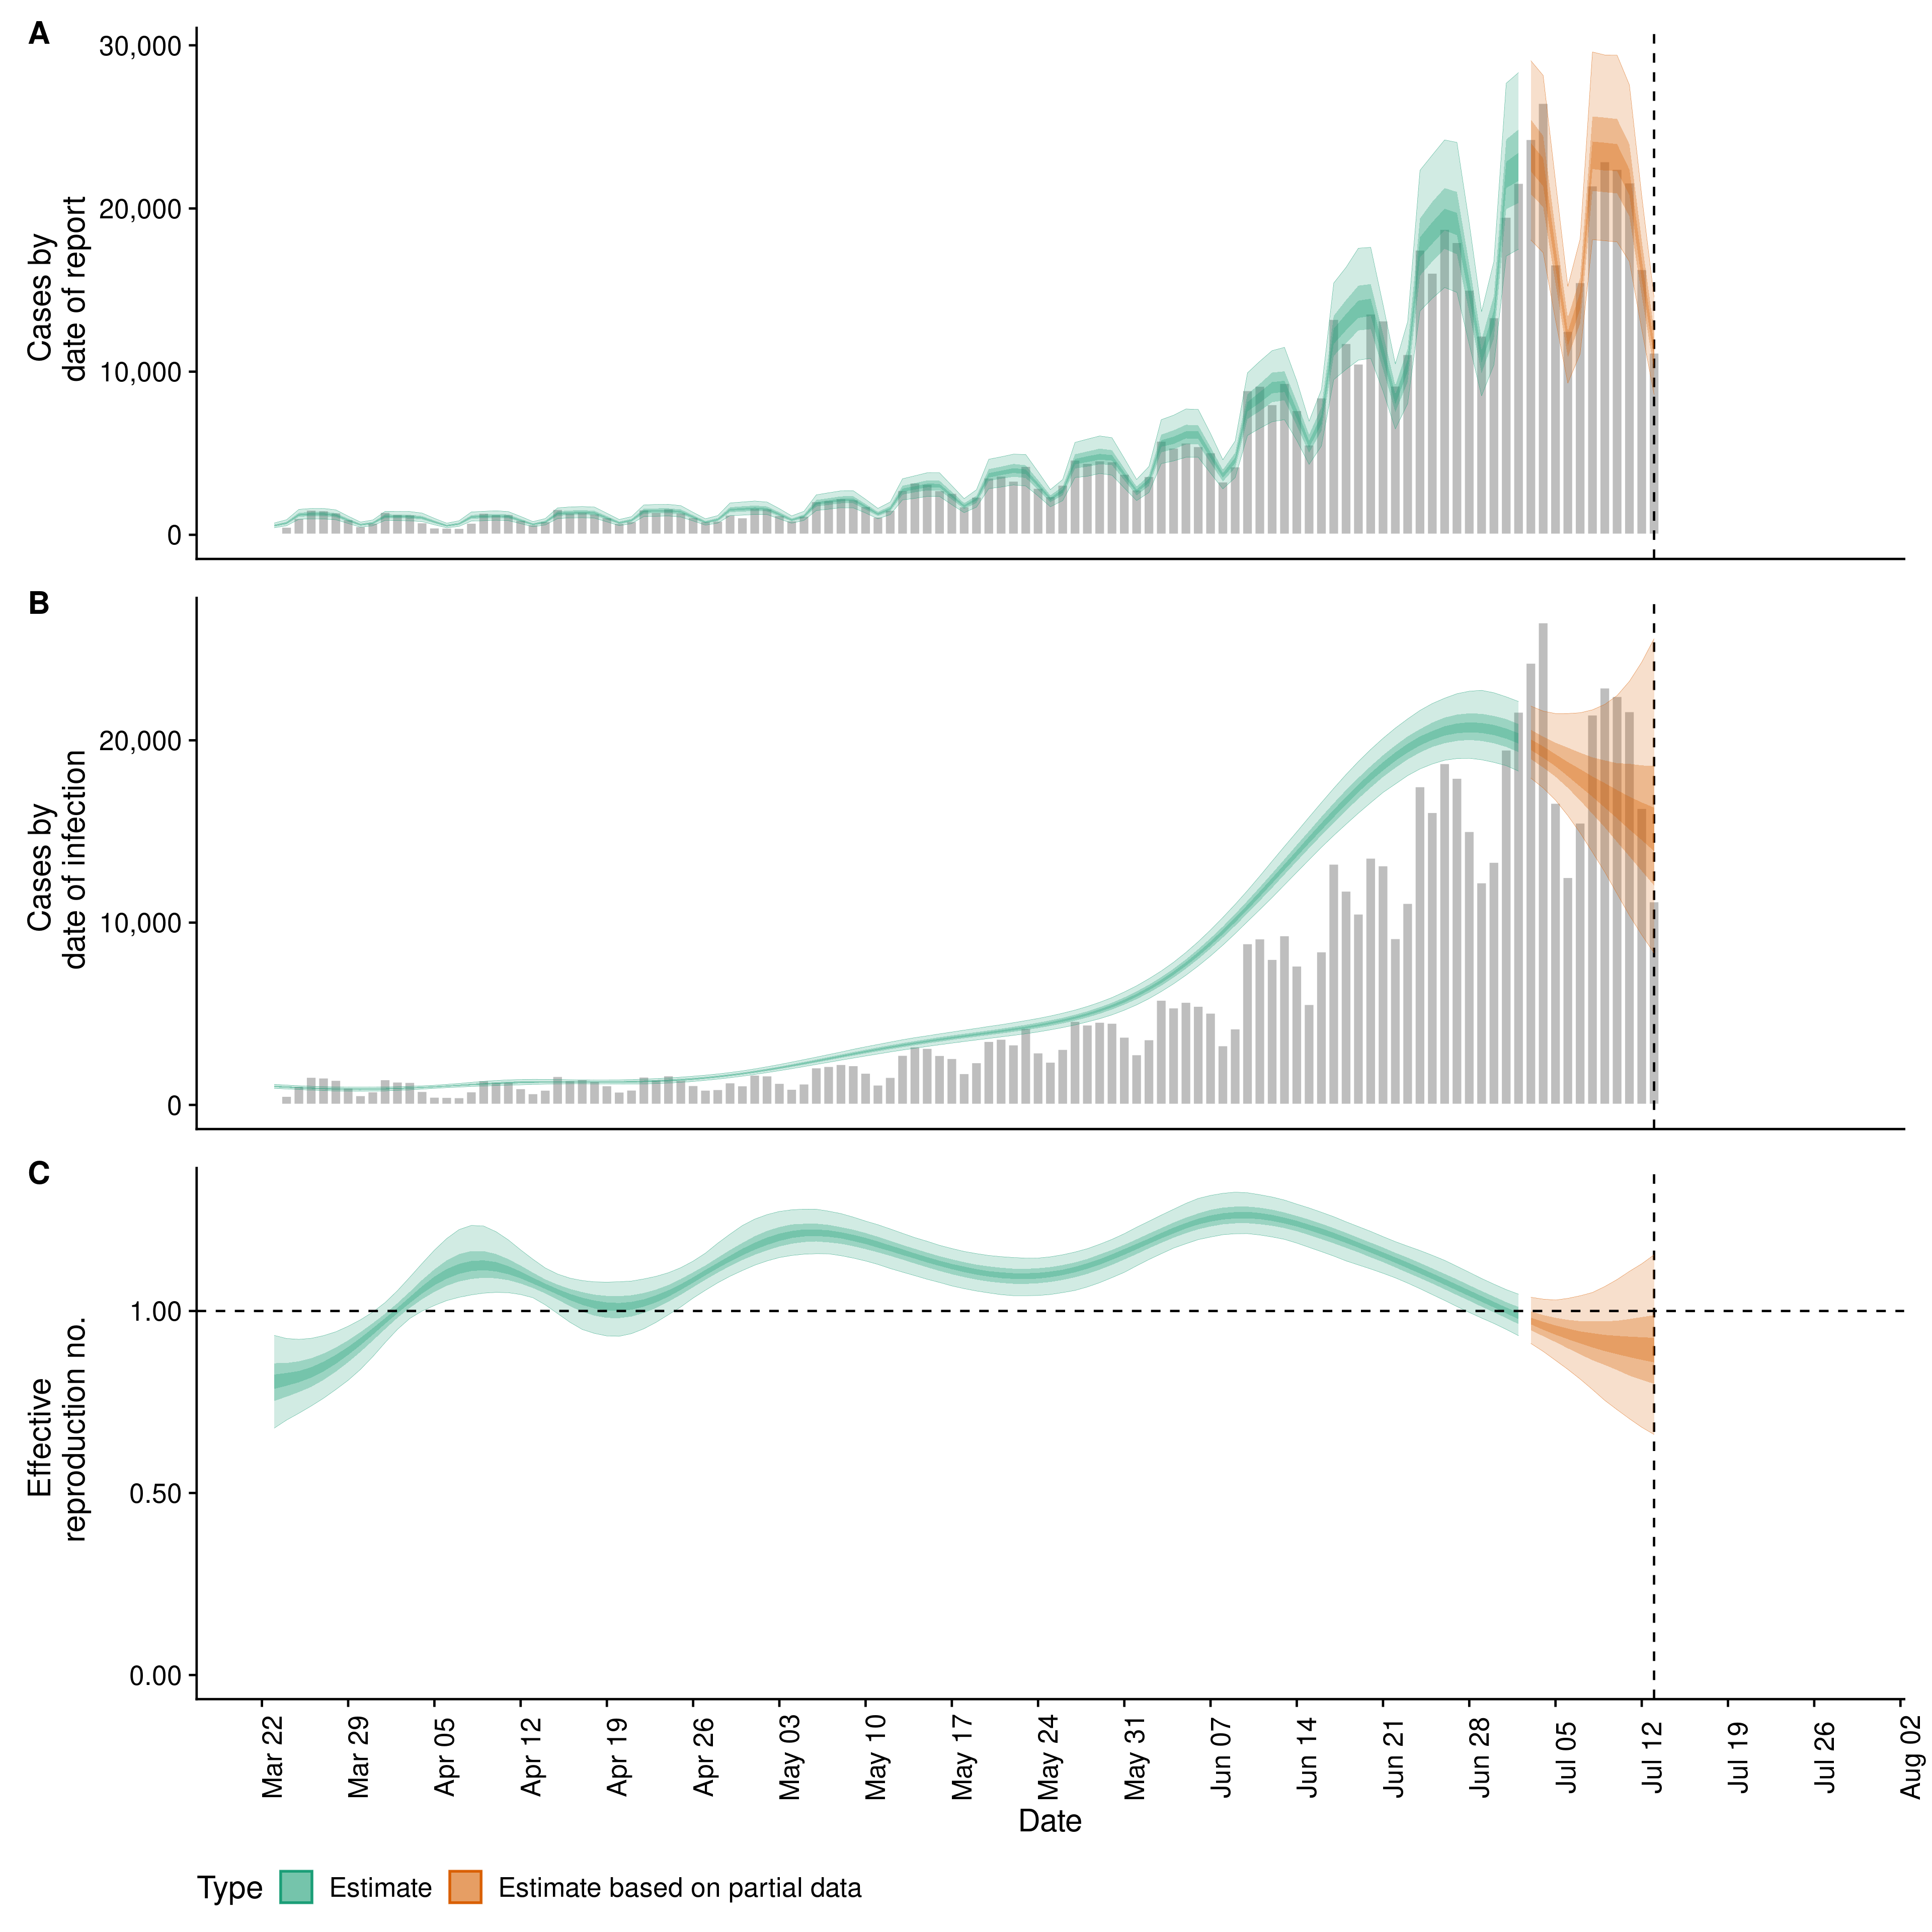 A
Cases by
date of report
30,000
20,000
10,000
0
B
Cases by
date of infection
20,000
10,000
0
C
Effective
reproduction no.
1.00
0.50
0.00
Mar 22
Mar 29
Apr 05
Apr 12
Apr 19
Apr 26
May 03
May 10
May 17
May 24
May 31
Jun 07
Jun 14
Jun 21
Jun 28
Jul 05
Jul 12
Jul 19
Jul 26
Aug 02
Date
Type Estimate Estimate based on partial data